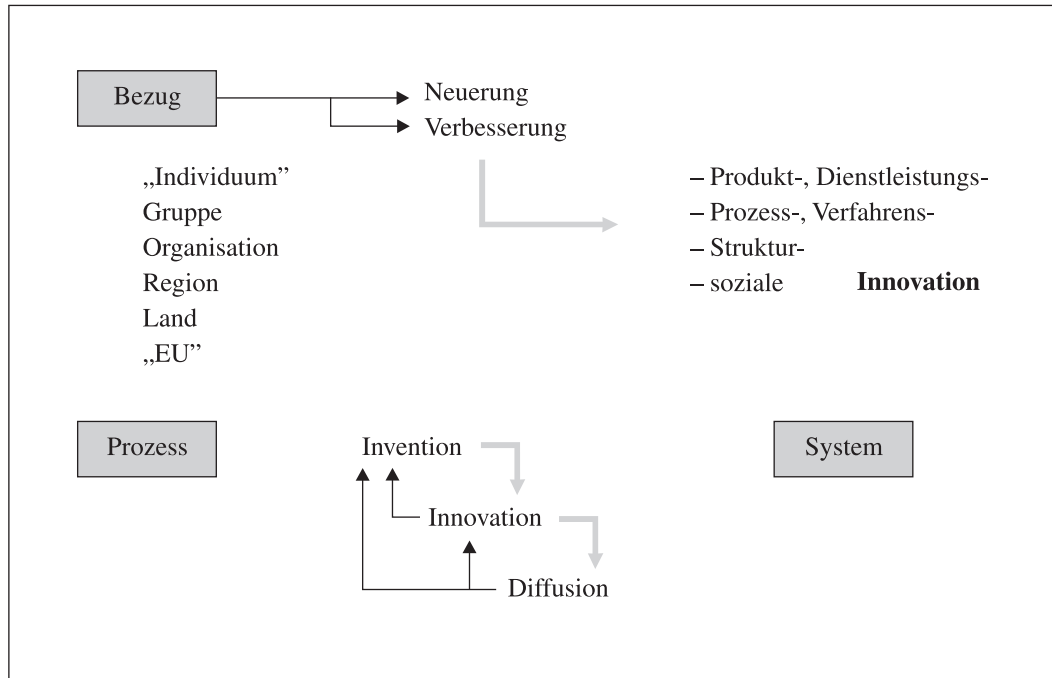 Bezug
Neuerung
Verbesserung
„Individuum”
Gruppe
Organisation
Region
Land
„EU”
– Produkt-, Dienstleistungs-
– Prozess-, Verfahrens-
– Struktur-
– soziale Innovation
Prozess
Invention
Innovation
Diffusion
System